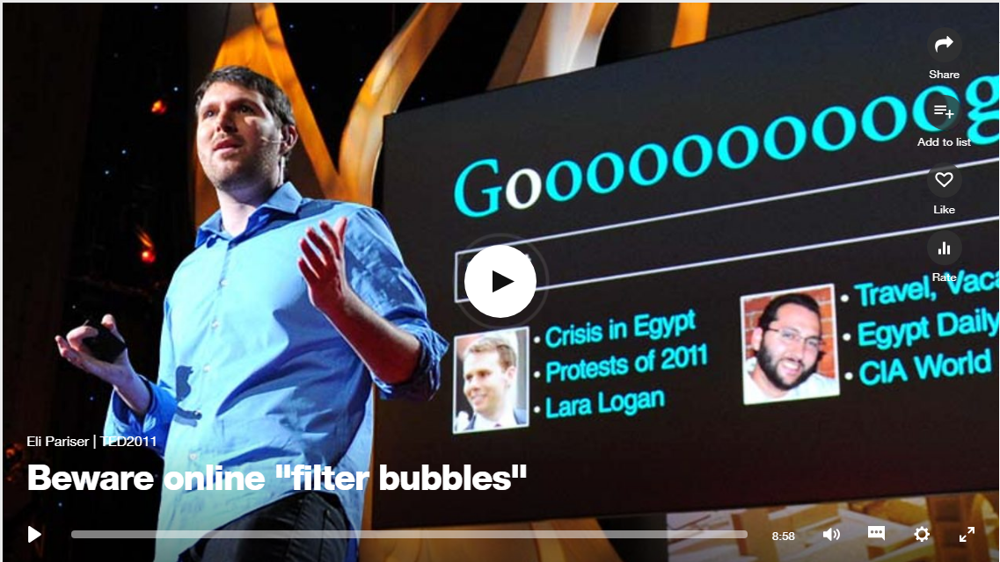 Share
Gooooooooog
Add to list
Like
Rate
• Crisis in Egypt
• Protests of 2011
• Lara Logan
• Travel, Vaca
• Egypt Daily
• CIA World
Eli Pariser | TED2011
Beware online "filter bubbles"
8:58